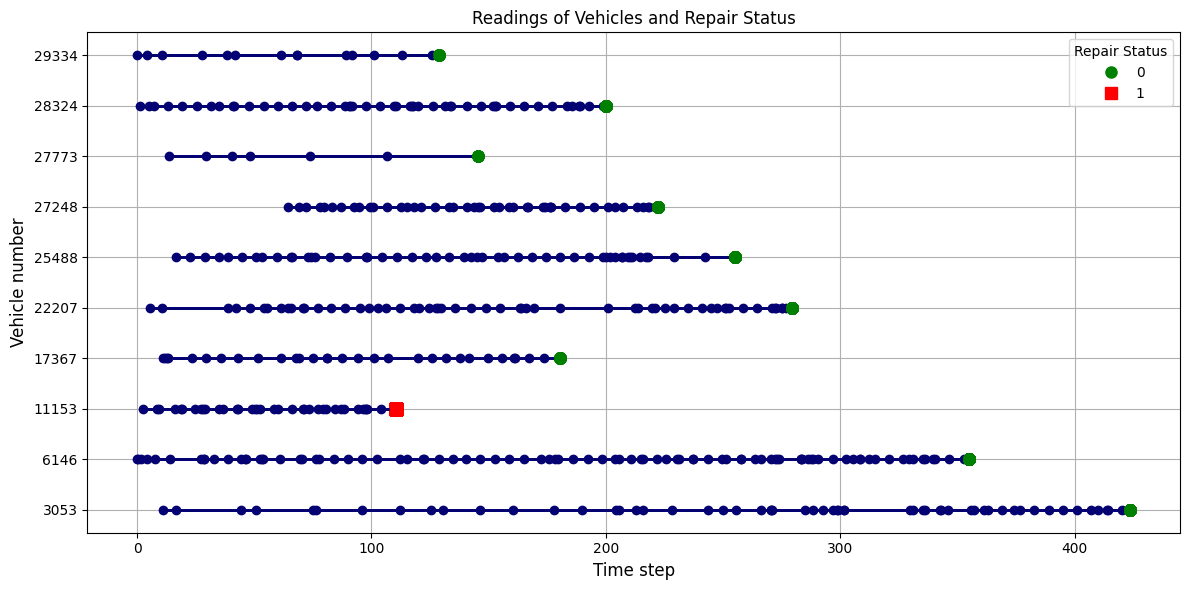 Readings of Vehicles and Repair Status
Repair Status
0
1
Vehicle number
29334
28324
27773
27248
25488
22207
17367
11153
6146
3053
0 100 200 300 400
Time step